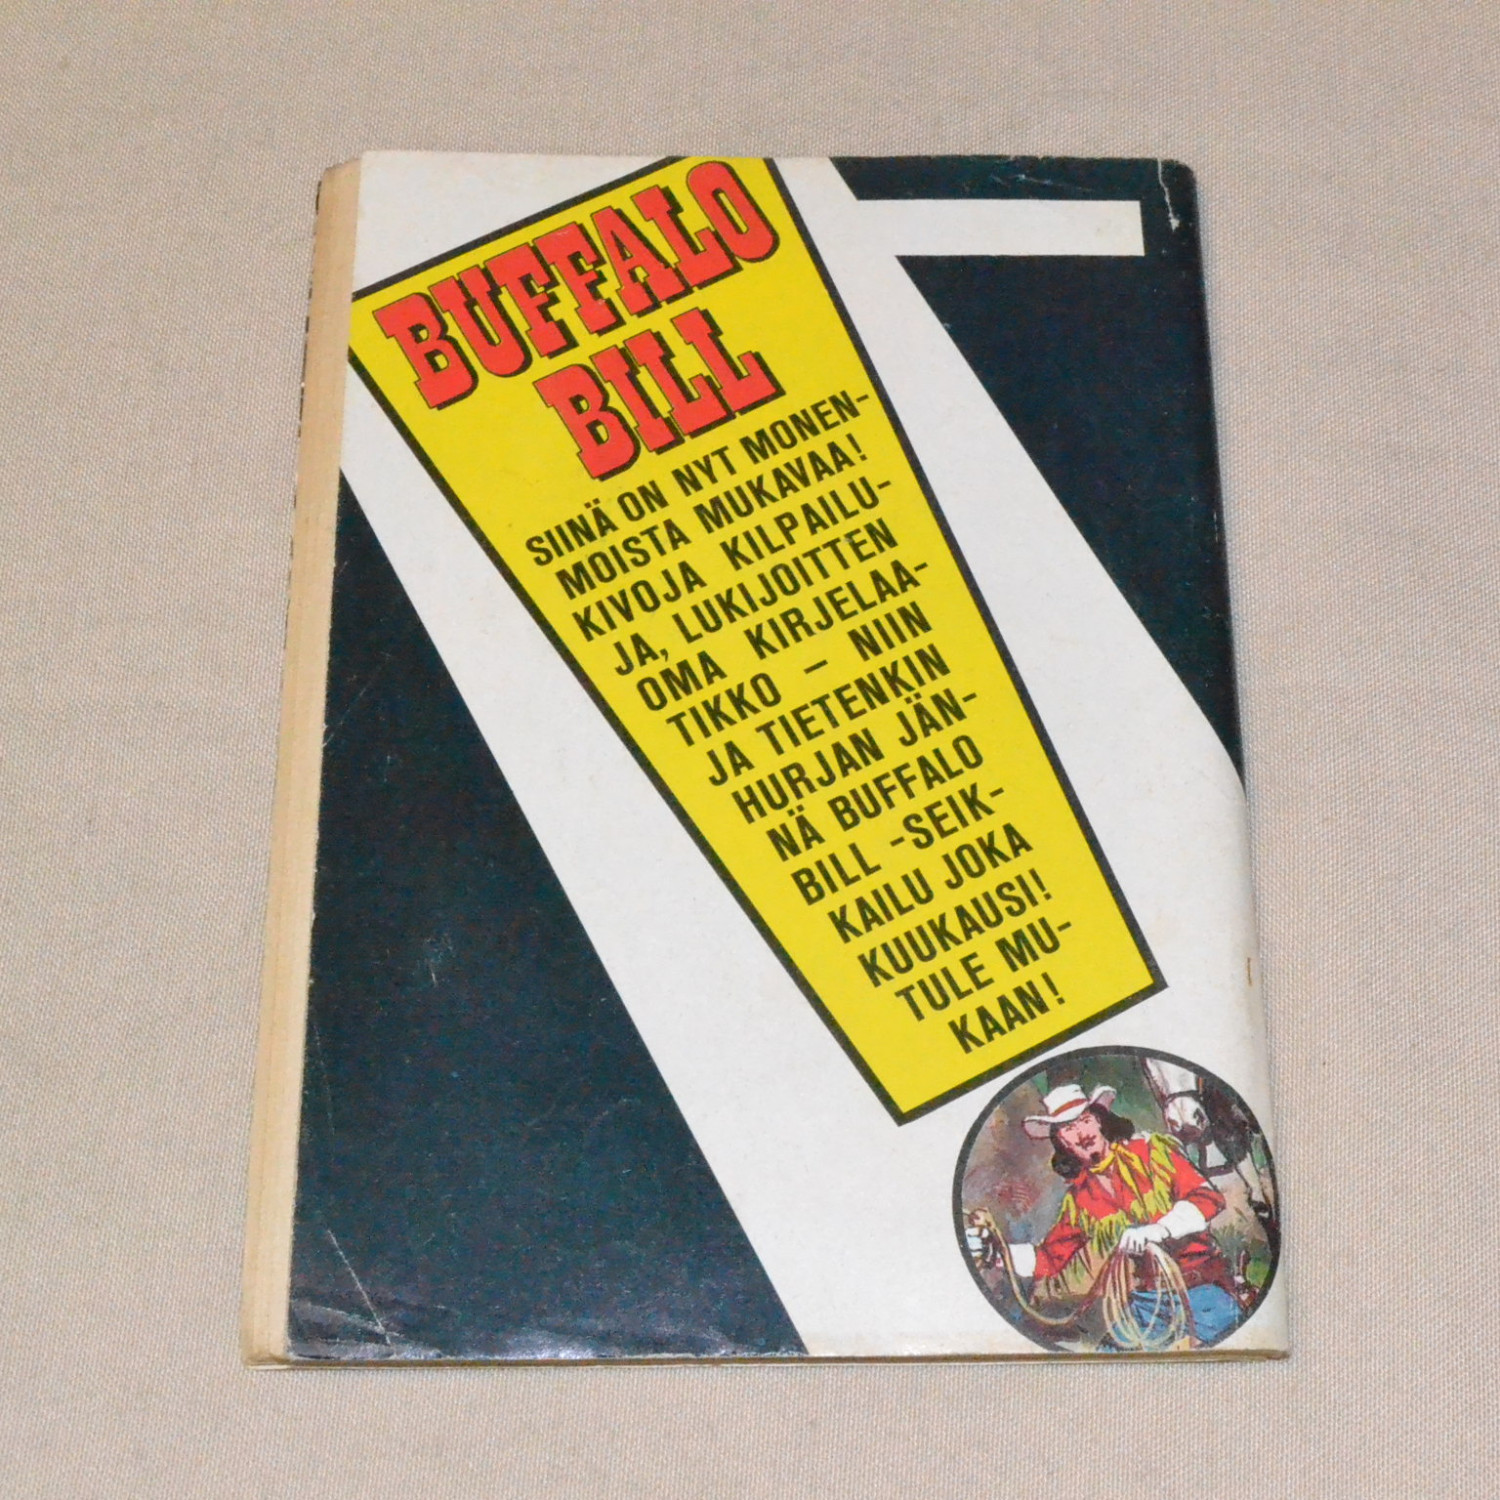 BUFFALO
BILL
SIINÄ ON NYT MONEN-
MOISTA MUKAVAA!
KIVOJA KILPAILU-
JA, LUKIJOITTEN
OMA KIRJELAA-
TIKKO – NIIN
JA TIETENKIN
HURJAN JÄN-
NÄ BUFFALO
BILL -SEIK-
KAILU JOKA
KUUKAUSI!
TULE MU-
KAAN!